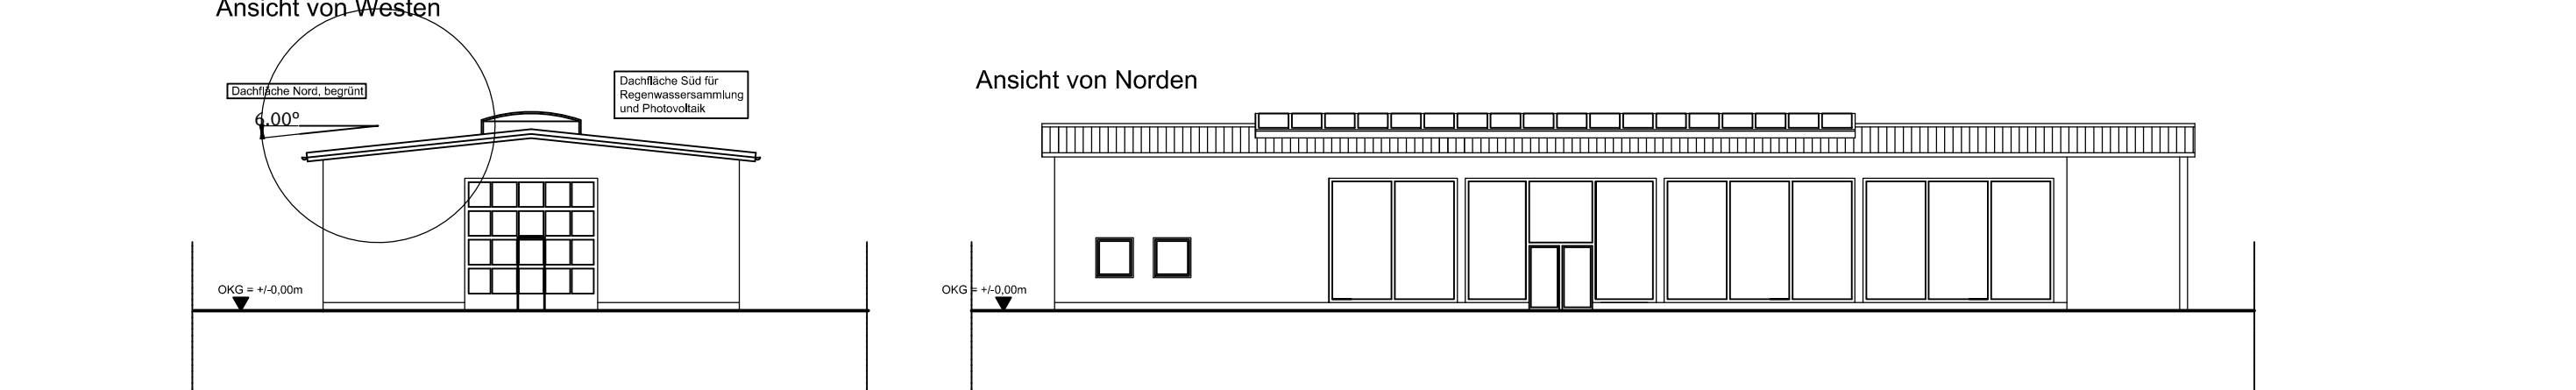 Ansicht von Westen
Dachfläche Nord, begrünt
6.00°
Dachfläche Süd für
Regenwassersammlung
und Photovoltaik
OKG = +/-0,00m
Ansicht von Norden
OKG = +/-0,00m